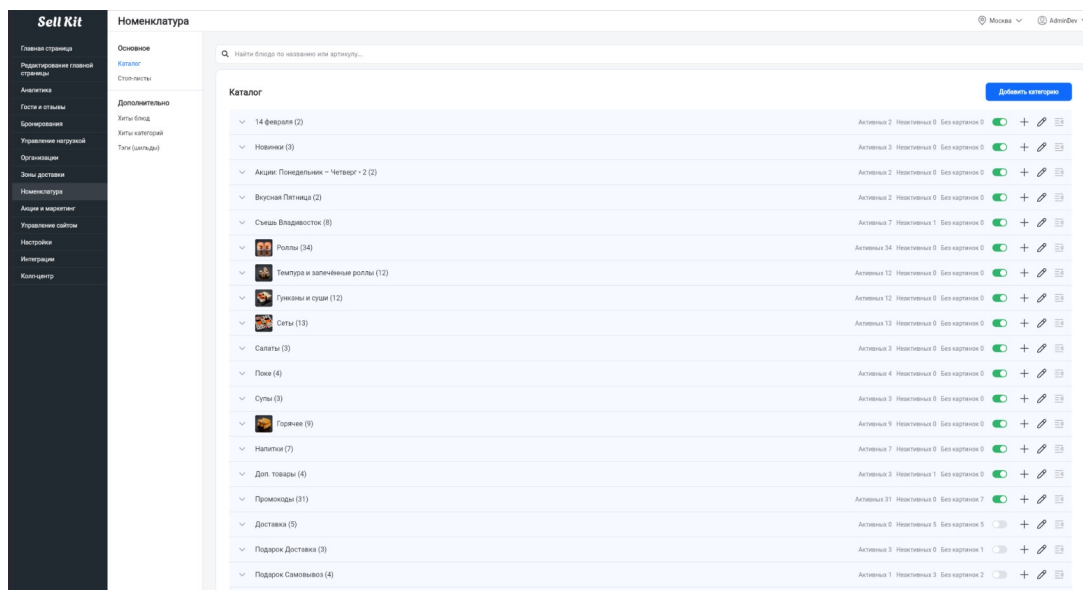 Sell Kit
Номенклатура
Москва
AdminDev
Главная страница
Редактирование главной
страницы
Аналитика
Гости и отзывы
Бронирования
Управление нагрузкой
Организации
Зоны доставки
Номенклатура
Акции и маркетинг
Управление сайтом
Настройки
Интеграции
Колл-центр
Основное
Каталог
Стоп-листы
Дополнительно
Хиты блюд
Хиты категорий
Тэги (шильды)
Найти блюдо по названию или артикулу...
Каталог
Добавить категорию
14 февраля (2) Активных 2 Неактивных 0 Без картинок 0
Новинки (3) Активных 3 Неактивных 0 Без картинок 0
Акции: Понедельник – Четверг • 2 (2) Активных 2 Неактивных 0 Без картинок 0
Вкусная Пятница (2) Активных 2 Неактивных 0 Без картинок 0
Съешь Владивосток (8) Активных 7 Неактивных 1 Без картинок 0
Роллы (34) Активных 34 Неактивных 0 Без картинок 0
Темпура и запечённые роллы (12) Активных 12 Неактивных 0 Без картинок 0
Гунканы и суши (12) Активных 12 Неактивных 0 Без картинок 0
Сеты (13) Активных 13 Неактивных 0 Без картинок 0
Салаты (3) Активных 3 Неактивных 0 Без картинок 0
Поке (4) Активных 4 Неактивных 0 Без картинок 0
Супы (3) Активных 3 Неактивных 0 Без картинок 0
Горячее (9) Активных 9 Неактивных 0 Без картинок 0
Напитки (7) Активных 7 Неактивных 0 Без картинок 0
Доп. товары (4) Активных 3 Неактивных 1 Без картинок 0
Промокоды (31) Активных 31 Неактивных 0 Без картинок 7
Доставка (5) Активных 0 Неактивных 5 Без картинок 5
Подарок Доставка (3) Активных 3 Неактивных 0 Без картинок 1
Подарок Самовывоз (4) Активных 1 Неактивных 3 Без картинок 2